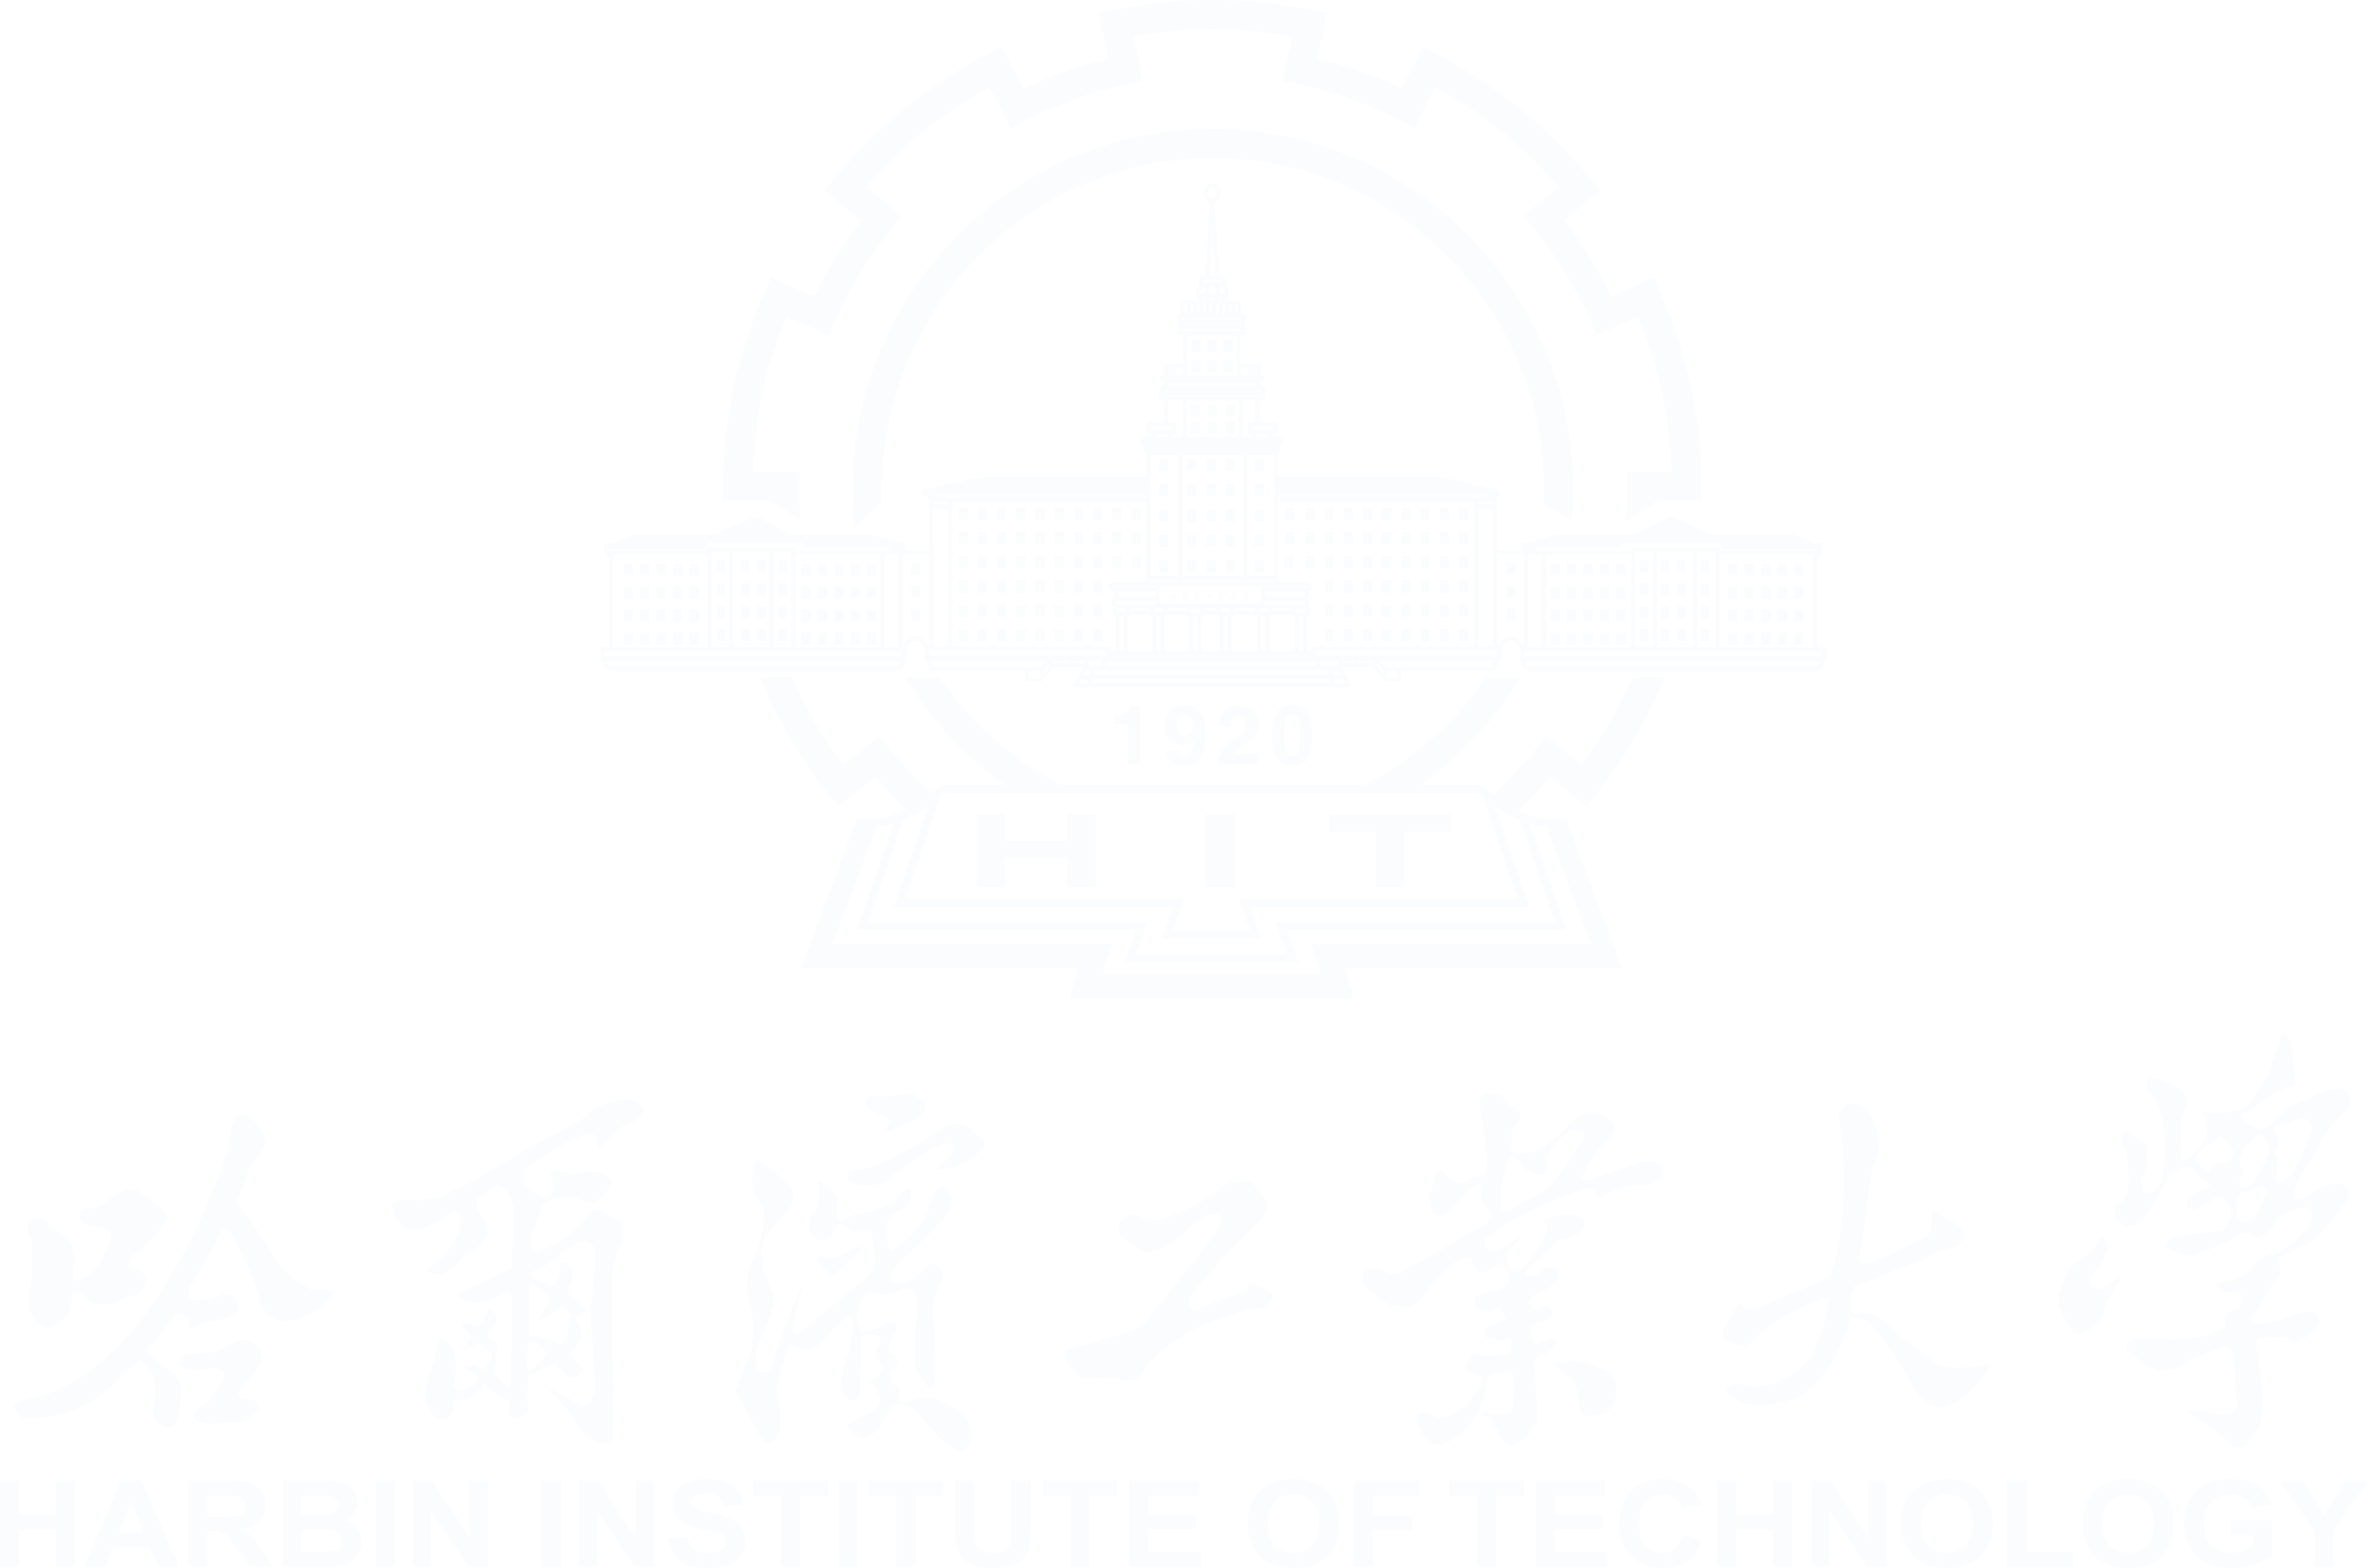 1920
HIT
哈爾濱工業大學
HARBIN INSTITUTE OF TECHNOLOGY